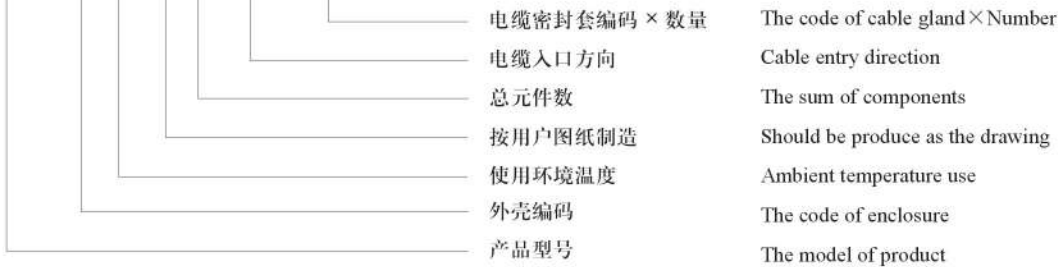 电缆密封套编码 × 数量 The code of cable gland×Number
电缆入口方向 Cable entry direction
总元件数 The sum of components
按用户图纸制造 Should be produce as the drawing
使用环境温度 Ambient temperature use
外壳编码 The code of enclosure
产品型号 The model of product